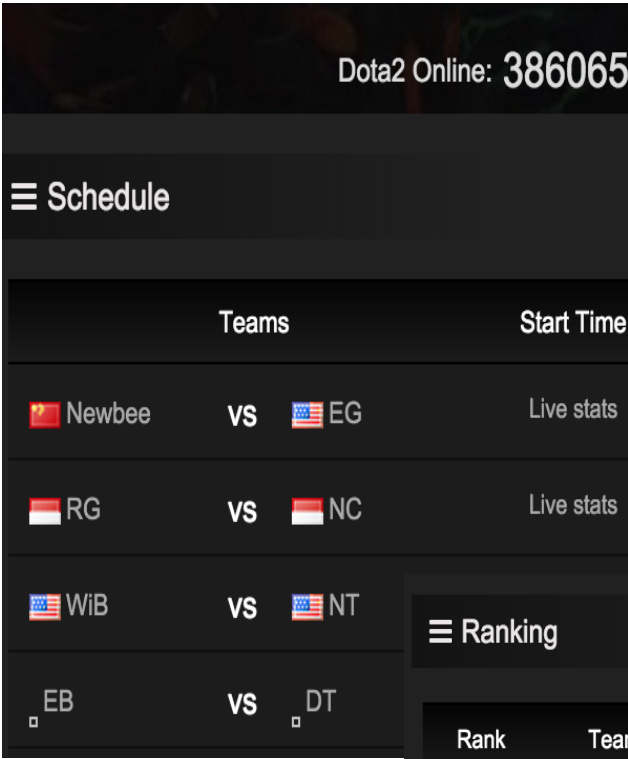 Dota2 Online: 386065
Schedule
Teams Start Time
Newbee VS EG Live stats
RG VS NC Live stats
WiB VS NT
Ranking
EB VS DT
Rank